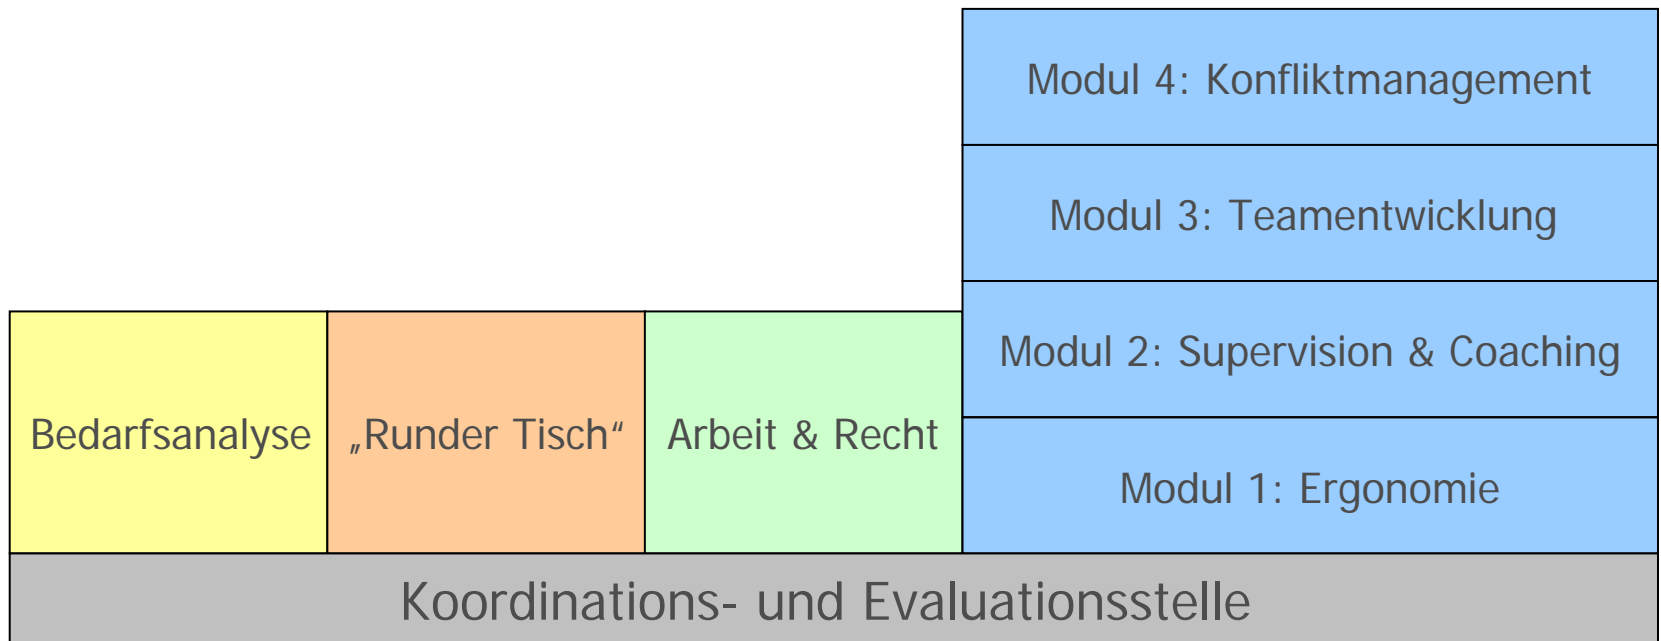 Modul 4: Konfliktmanagement
Modul 3: Teamentwicklung
Modul 2: Supervision & Coaching
Bedarfsanalyse
„Runder Tisch“
Arbeit & Recht
Modul 1: Ergonomie
Koordinations- und Evaluationsstelle